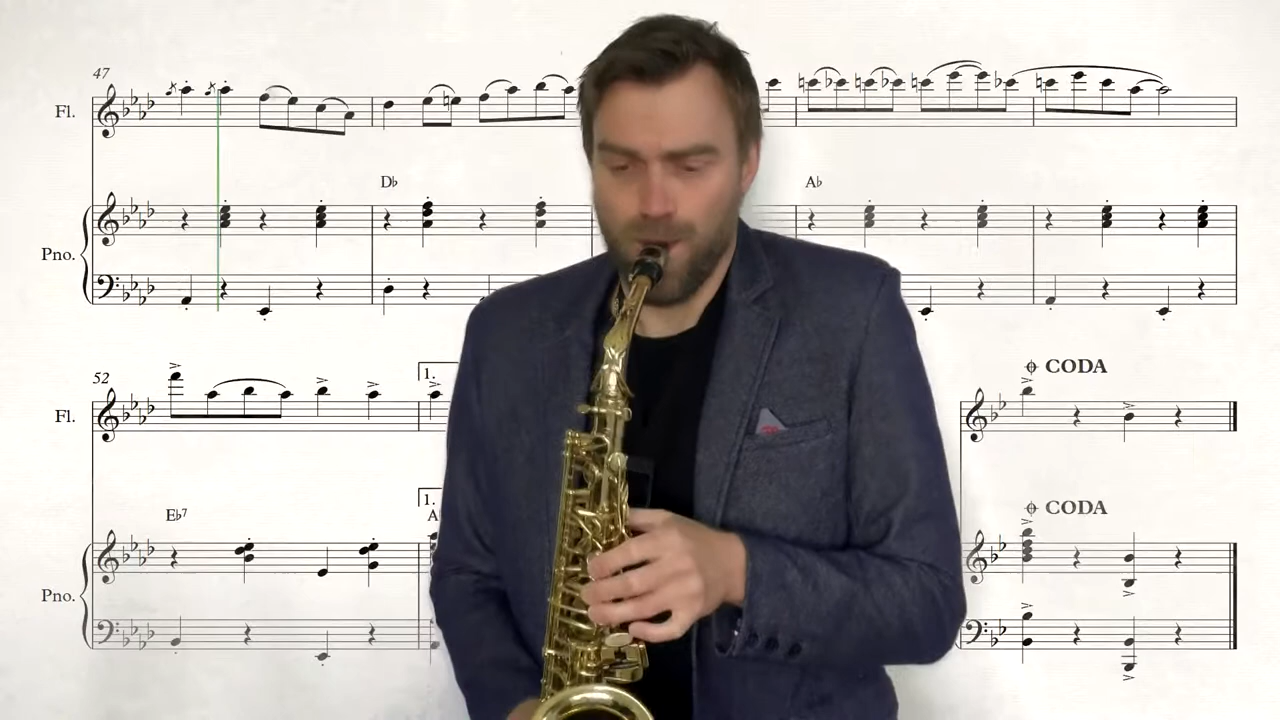 47
Fl.
D♭
A♭
Pno.
52
1.
CODA
Fl.
1.
CODA
E♭7
A
Pno.